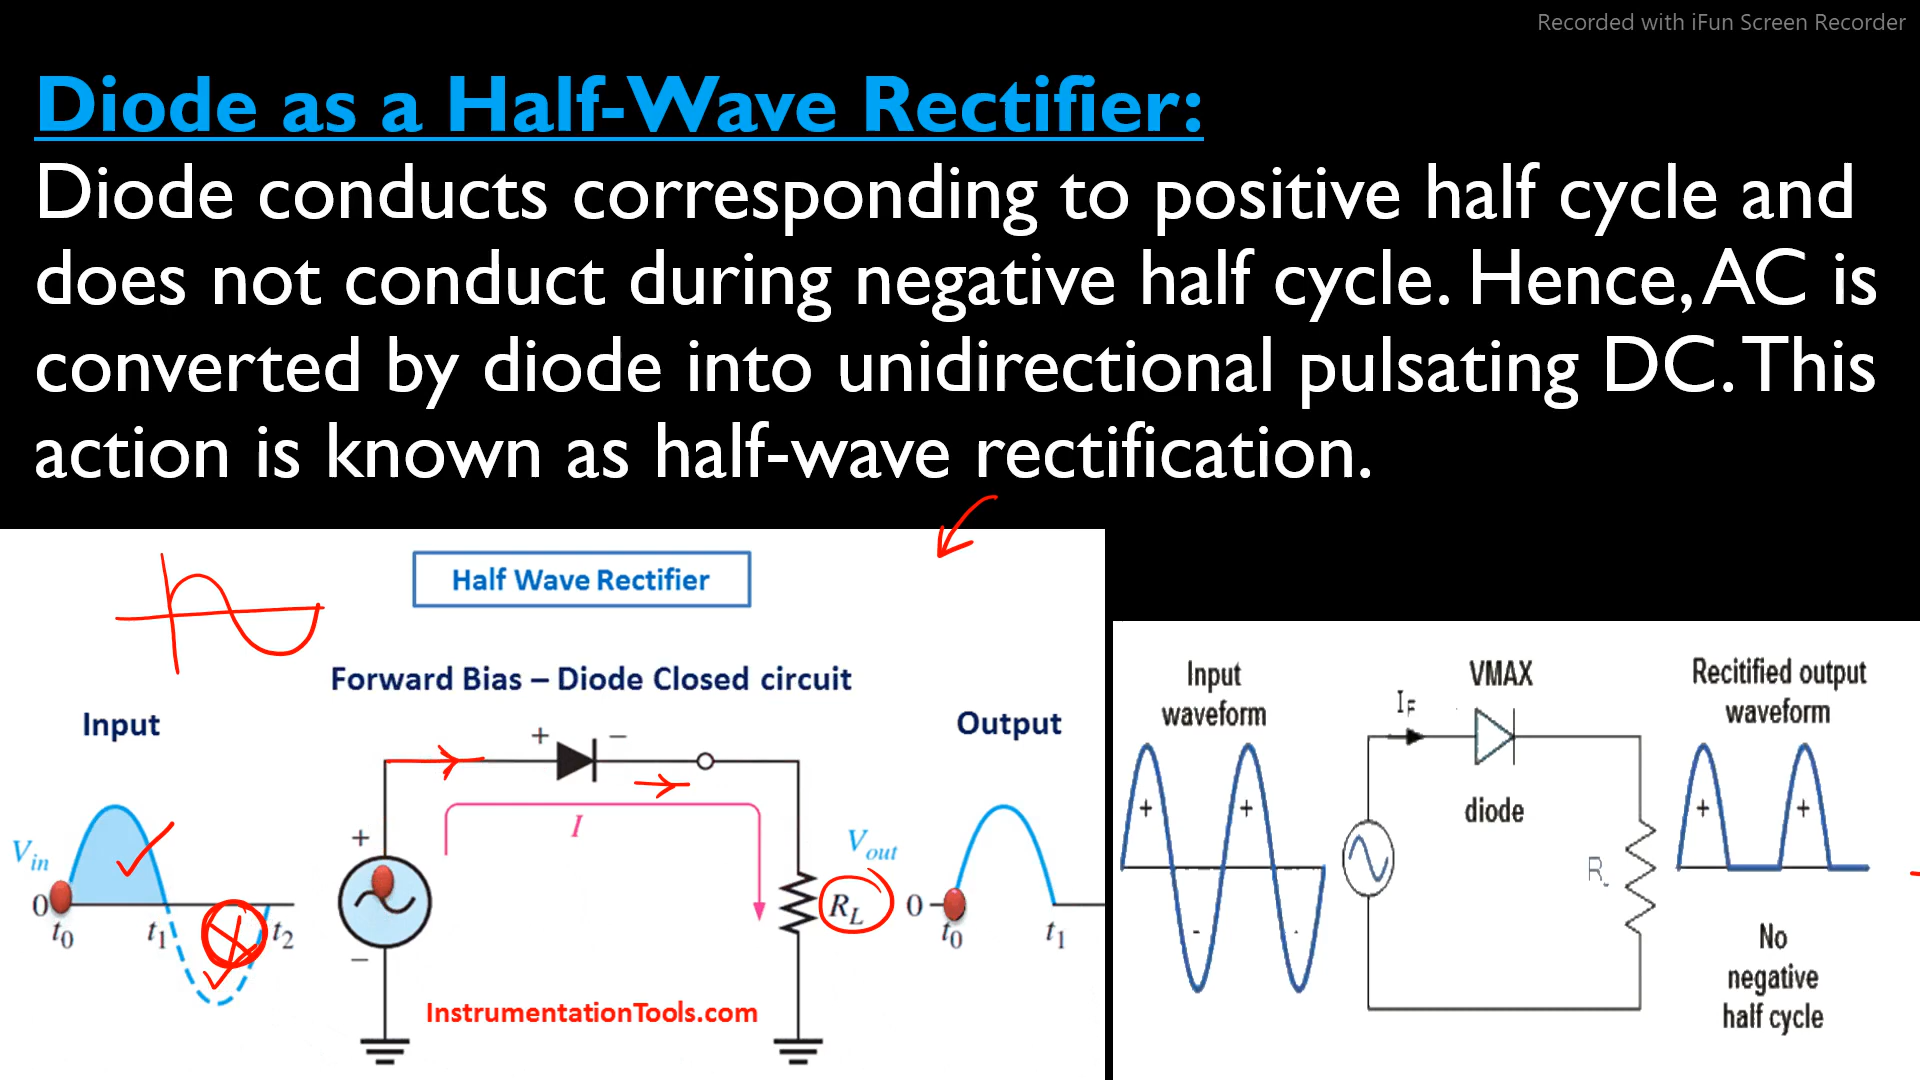 Recorded with iFun Screen Recorder
Diode as a Half-Wave Rectifier:
Diode conducts corresponding to positive half cycle and
does not conduct during negative half cycle. Hence, AC is
converted by diode into unidirectional pulsating DC. This
action is known as half-wave rectification.
Half Wave Rectifier
Forward Bias – Diode Closed circuit
Input
Output
+ −
I
+
−
Vin
0
t0
t1
t2
RL
Vout
0
t0
t1
InstrumentationTools.com
Input
waveform
+ +
- -
IF
VMAX
diode
R
Recitified output
waveform
+ +
No
negative
half cycle